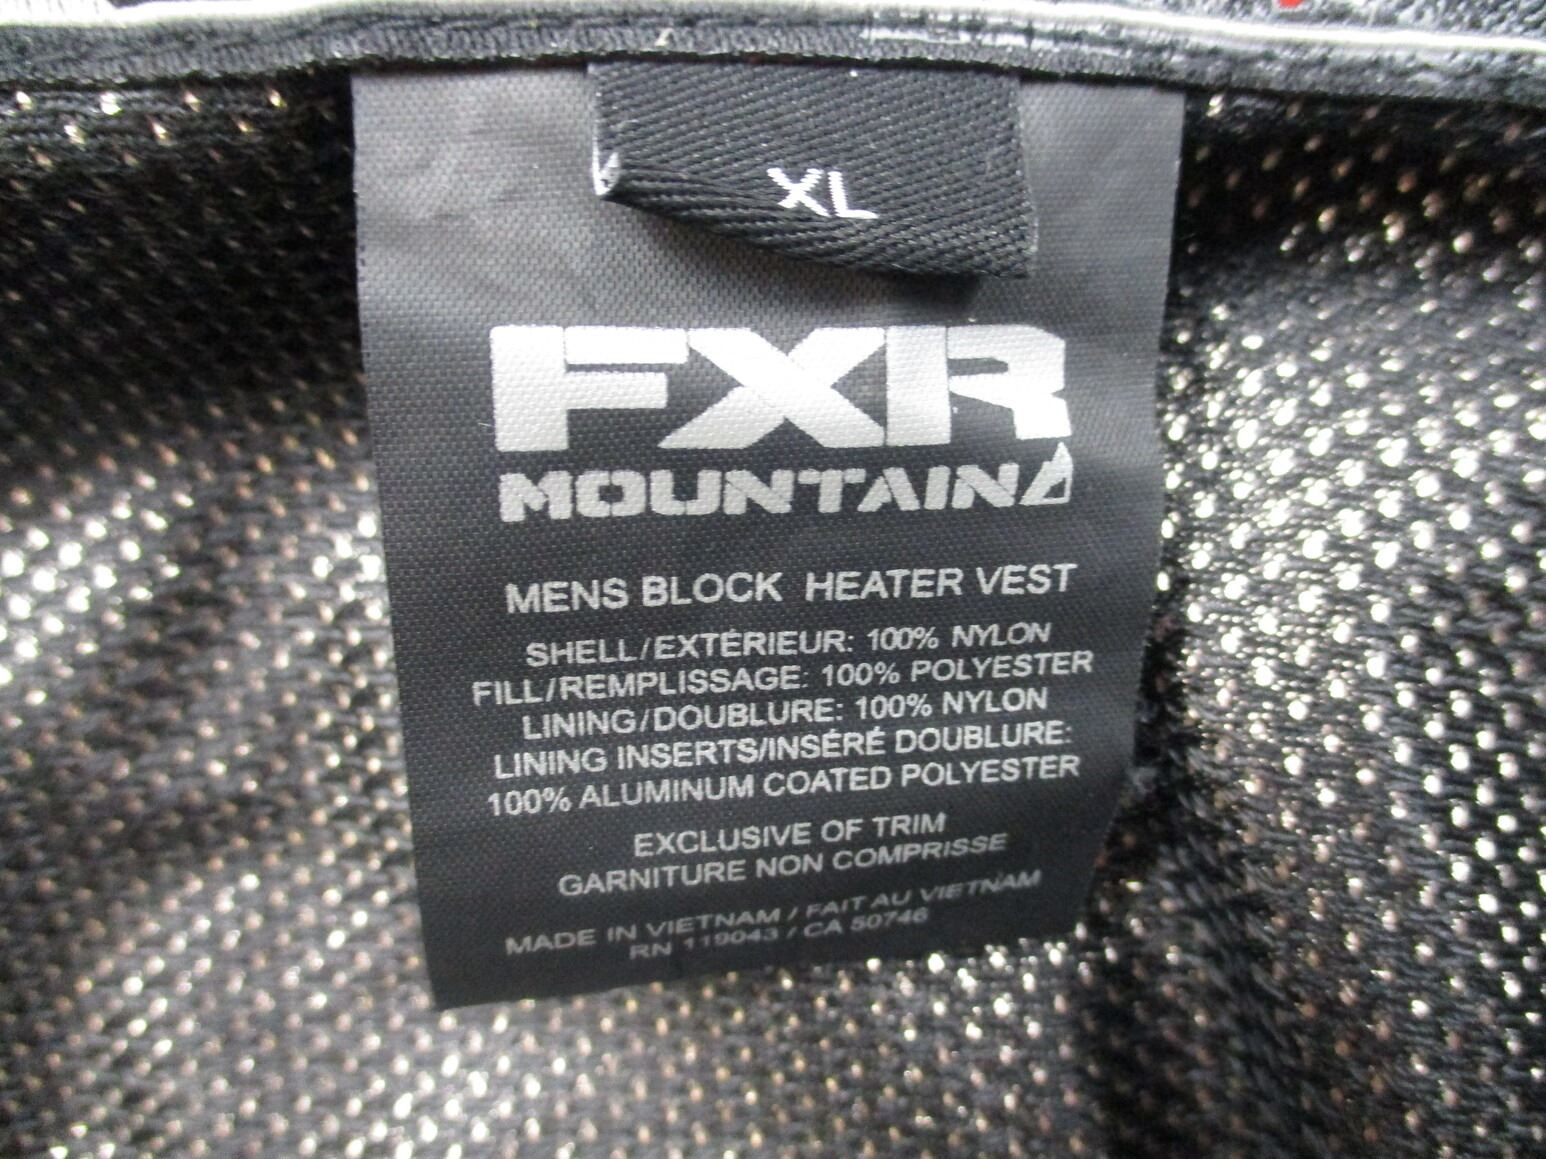 XL
FXR
MOUNTAIN
MENS BLOCK HEATER VEST
SHELL/EXTÉRIEUR: 100% NYLON
FILL/REMPLISSAGE: 100% POLYESTER
LINING/DOUBLURE: 100% NYLON
LINING INSERTS/INSÉRÉ DOUBLURE:
100% ALUMINUM COATED POLYESTER
EXCLUSIVE OF TRIM
GARNITURE NON COMPRISSE
MADE IN VIETNAM / FAIT AU VIETNAM
RN 119043 / CA 50746